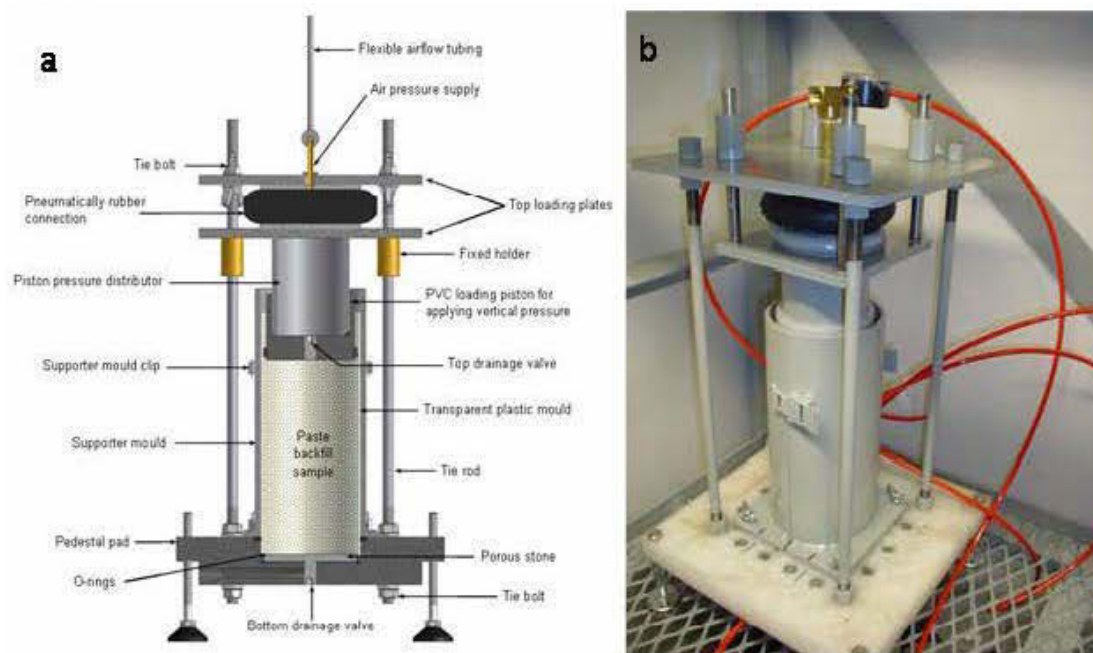 a
b
Flexible airflow tubing
Air pressure supply
Tie bolt
Pneumatically rubber
connection
Top loading plates
Fixed holder
Piston pressure distributor
PVC loading piston for
applying vertical pressure
Supporter mould clip
Top drainage valve
Transparent plastic mould
Supporter mould
Paste
backfill
sample
Tie rod
Pedestal pad
Porous stone
O-rings
Tie bolt
Bottom drainage valve